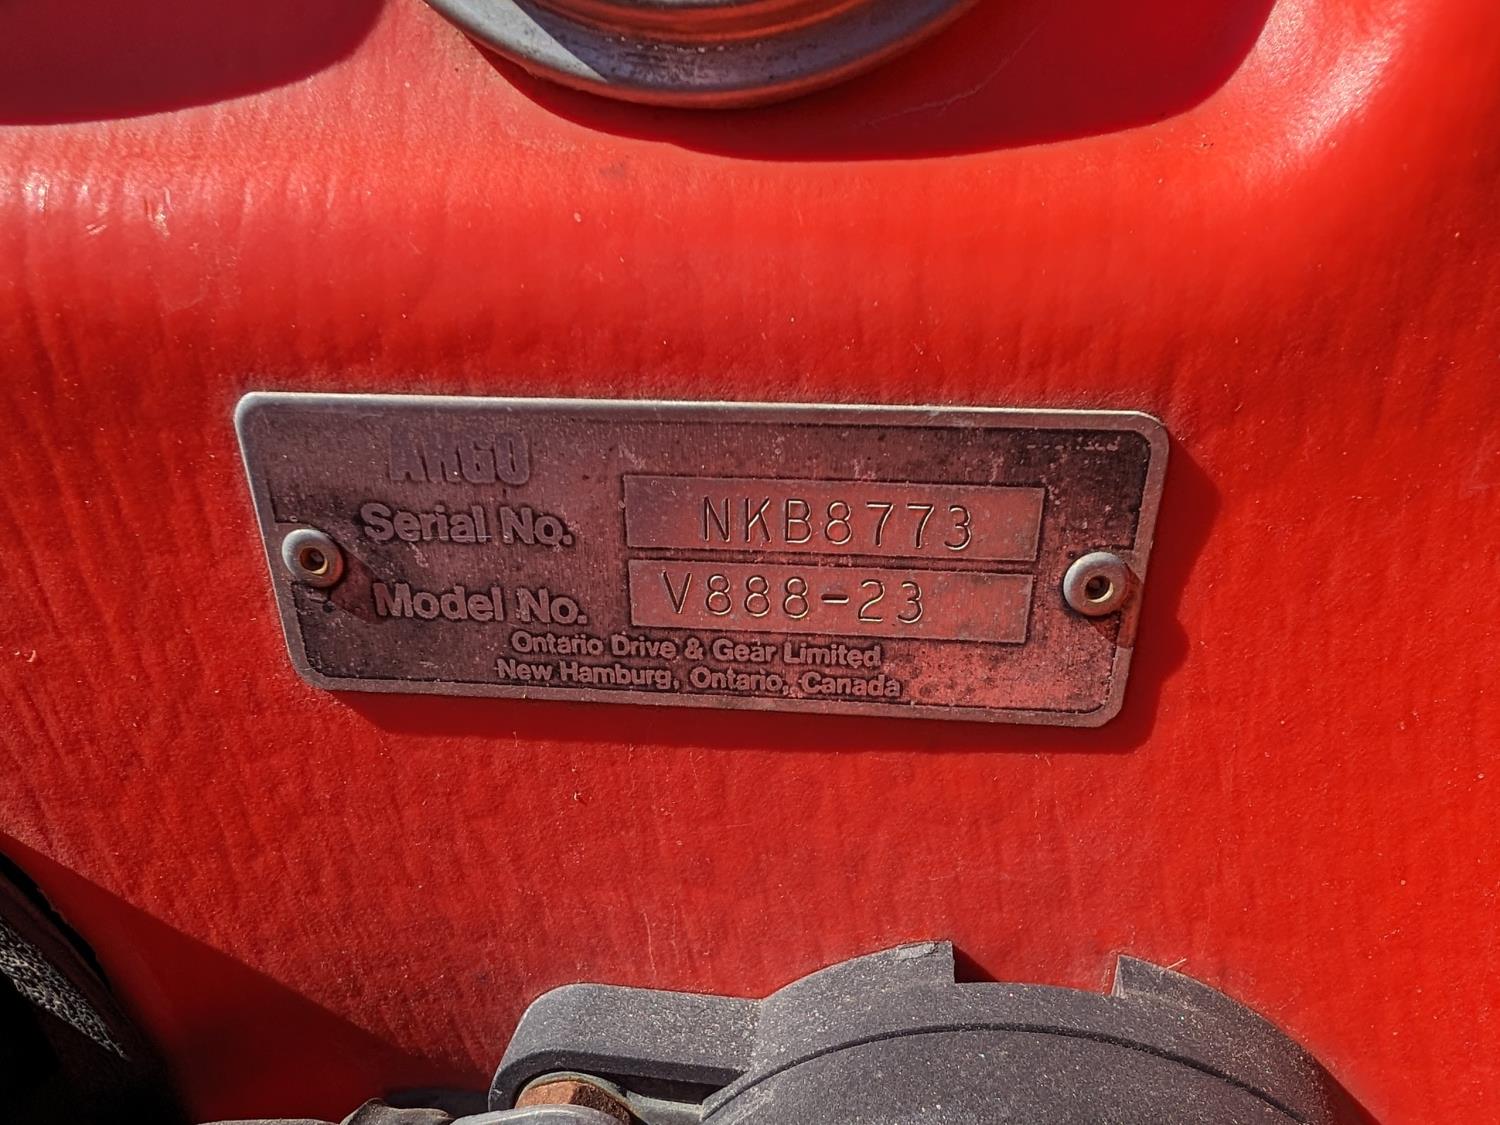 ARGO
Serial No. NKB8773
Model No. V888-23
Ontario Drive & Gear Limited
New Hamburg, Ontario, Canada